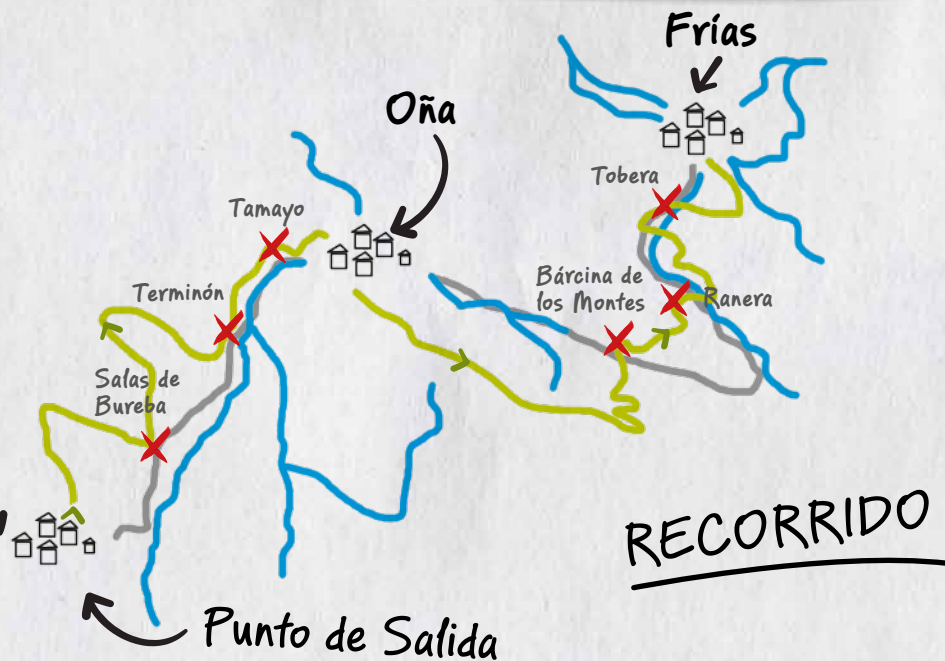 Frías
Oña
Tobera
Tamayo
Bárcina de
los Montes
Ranera
Terminón
Salas de
Bureba
RECORRIDO
Punto de Salida